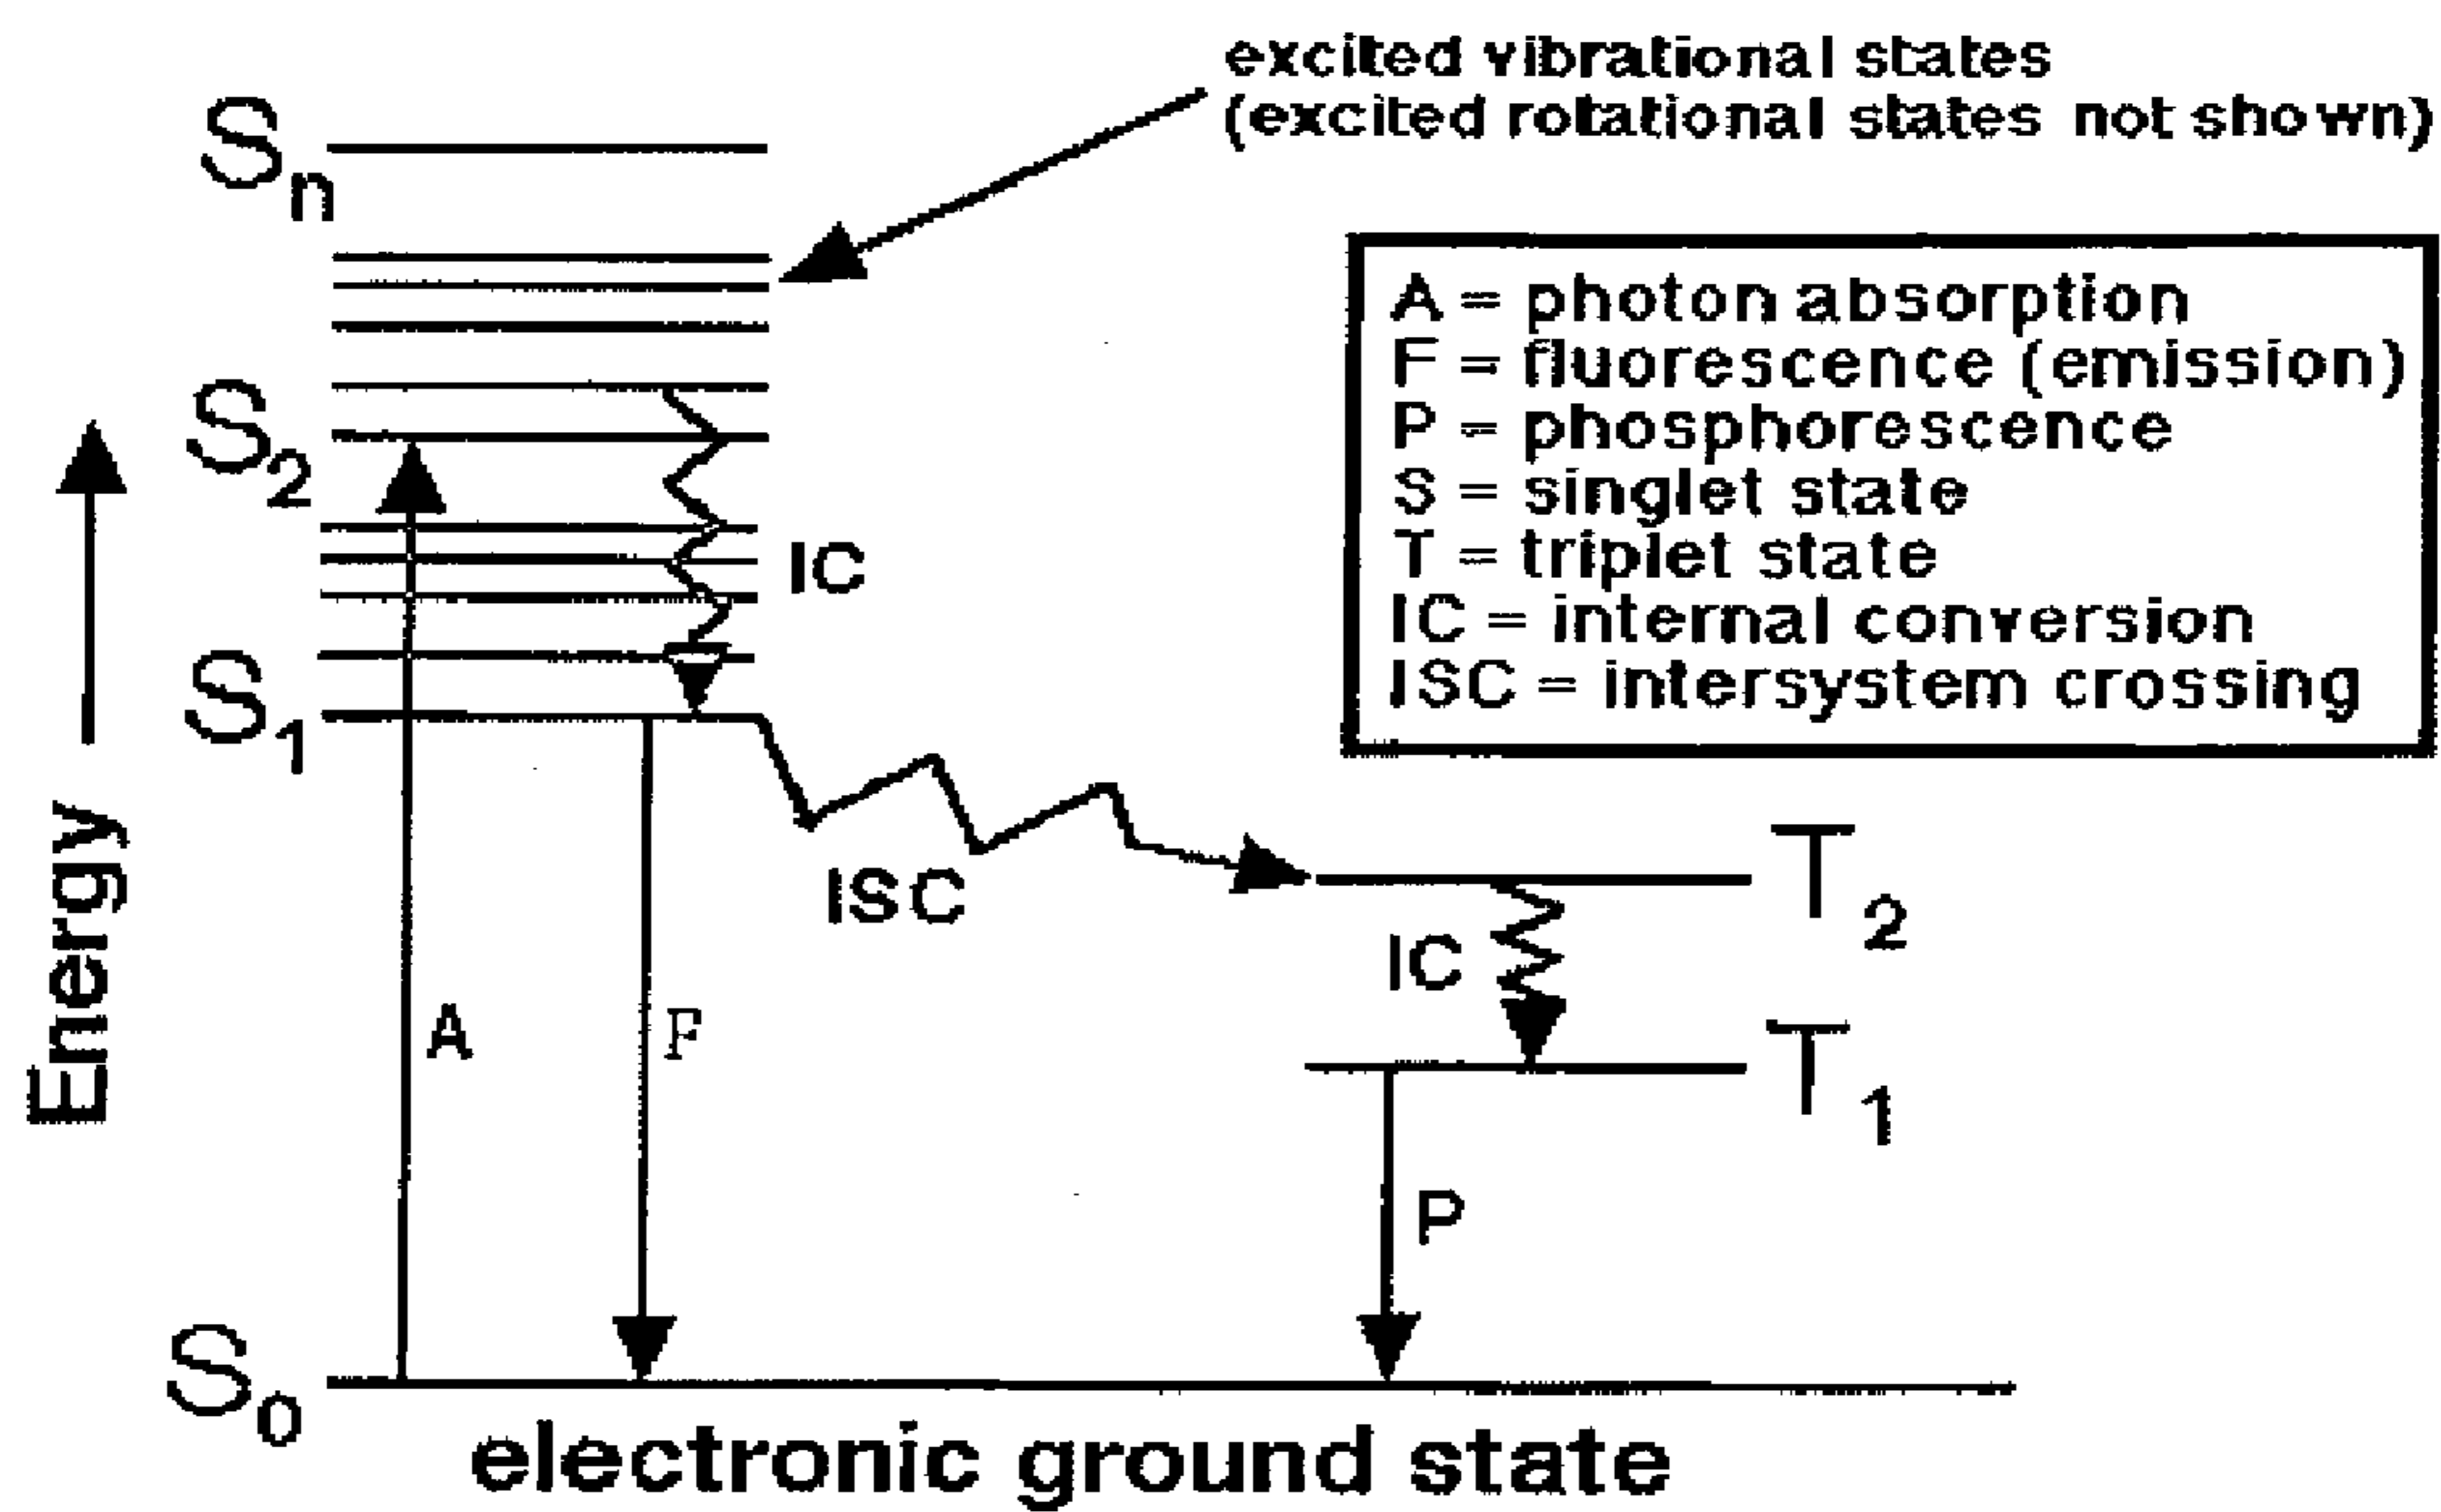 excited vibrational states
(excited rotational states not shown)
Sn
A = photon absorption
F = fluorescence (emission)
P = phosphorescence
S = singlet state
T = triplet state
IC = internal conversion
ISC = intersystem crossing
S2
IC
S1
Energy
ISC
T2
IC
A
F
T1
P
S0
electronic ground state